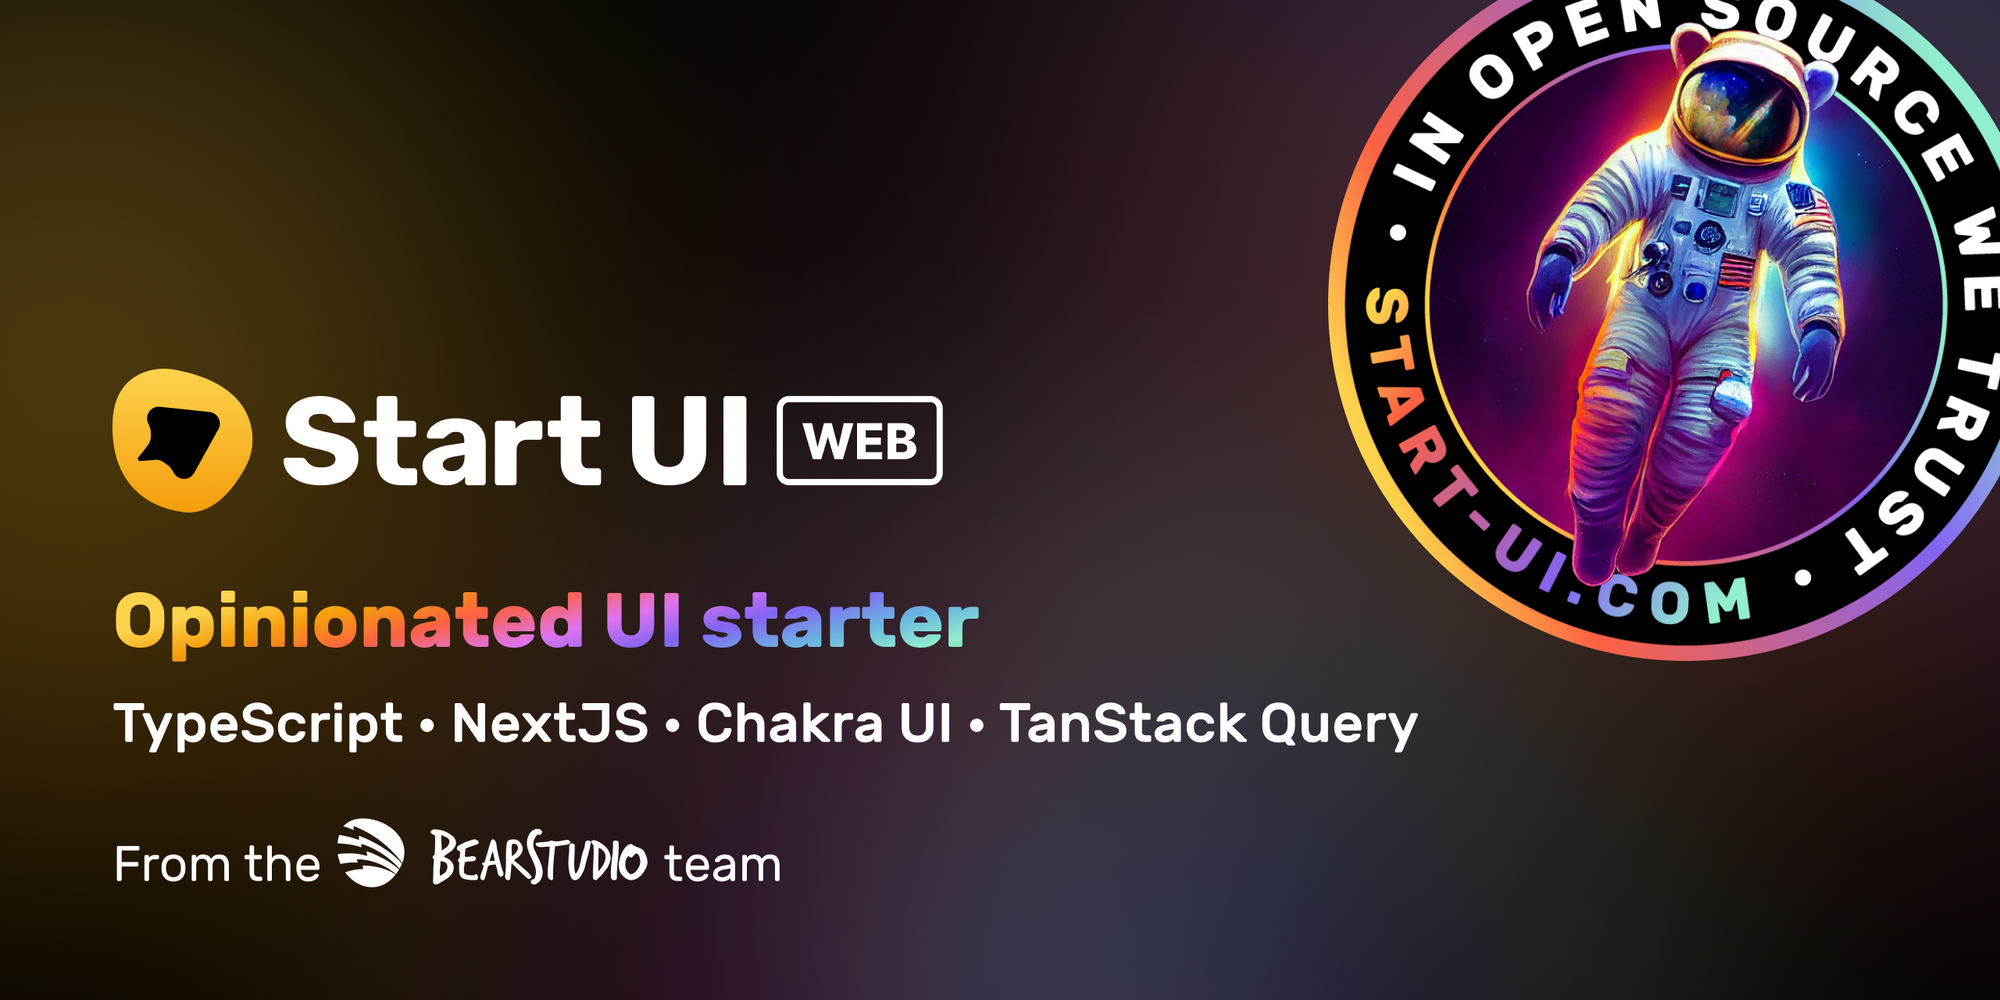 • IN OPEN SOURCE WE TRUST •
START-UI.COM
Start UI WEB
Opinionated UI starter
TypeScript • NextJS • Chakra UI • TanStack Query
From the BEARSTUDIO team